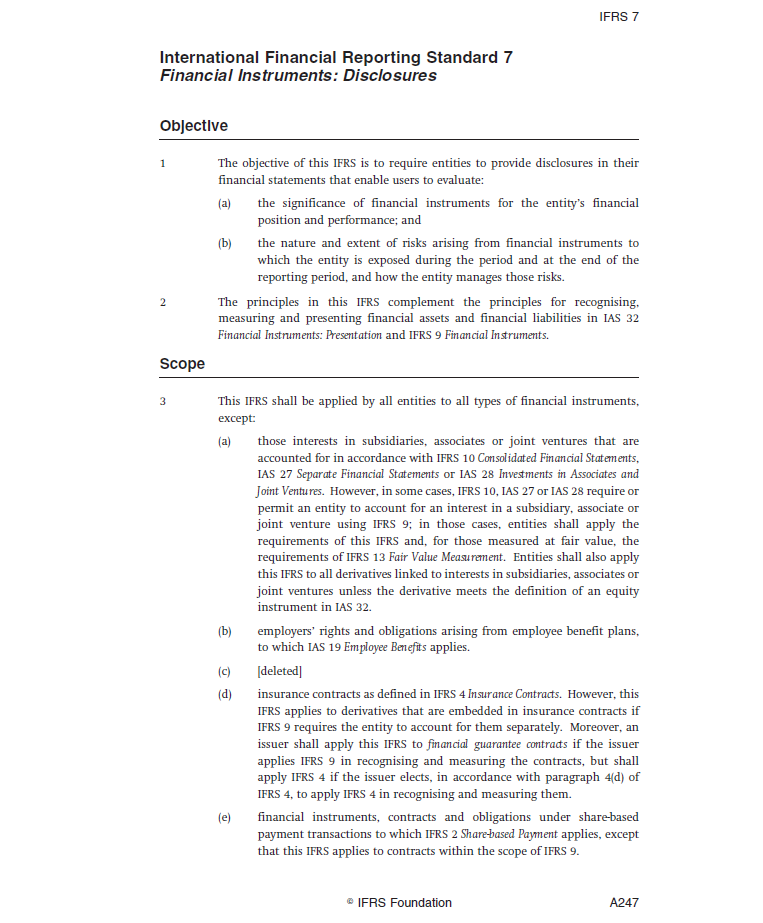 IFRS 7
International Financial Reporting Standard 7
Financial Instruments: Disclosures
Objective
1 The objective of this IFRS is to require entities to provide disclosures in their
financial statements that enable users to evaluate:
(a) the significance of financial instruments for the entity's financial
position and performance; and
(b) the nature and extent of risks arising from financial instruments to
which the entity is exposed during the period and at the end of the
reporting period, and how the entity manages those risks.
2 The principles in this IFRS complement the principles for recognising,
measuring and presenting financial assets and financial liabilities in IAS 32
Financial Instruments: Presentation and IFRS 9 Financial Instruments.
Scope
3 This IFRS shall be applied by all entities to all types of financial instruments,
except:
(a) those interests in subsidiaries, associates or joint ventures that are
accounted for in accordance with IFRS 10 Consolidated Financial Statements,
IAS 27 Separate Financial Statements or IAS 28 Investments in Associates and
Joint Ventures. However, in some cases, IFRS 10, IAS 27 or IAS 28 require or
permit an entity to account for an interest in a subsidiary, associate or
joint venture using IFRS 9; in those cases, entities shall apply the
requirements of this IFRS and, for those measured at fair value, the
requirements of IFRS 13 Fair Value Measurement. Entities shall also apply
this IFRS to all derivatives linked to interests in subsidiaries, associates or
joint ventures unless the derivative meets the definition of an equity
instrument in IAS 32.
(b) employers' rights and obligations arising from employee benefit plans,
to which IAS 19 Employee Benefits applies.
(c) [deleted]
(d) insurance contracts as defined in IFRS 4 Insurance Contracts. However, this
IFRS applies to derivatives that are embedded in insurance contracts if
IFRS 9 requires the entity to account for them separately. Moreover, an
issuer shall apply this IFRS to financial guarantee contracts if the issuer
applies IFRS 9 in recognising and measuring the contracts, but shall
apply IFRS 4 if the issuer elects, in accordance with paragraph 4(d) of
IFRS 4, to apply IFRS 4 in recognising and measuring them.
(e) financial instruments, contracts and obligations under share-based
payment transactions to which IFRS 2 Share-based Payment applies, except
that this IFRS applies to contracts within the scope of IFRS 9.
© IFRS Foundation A247